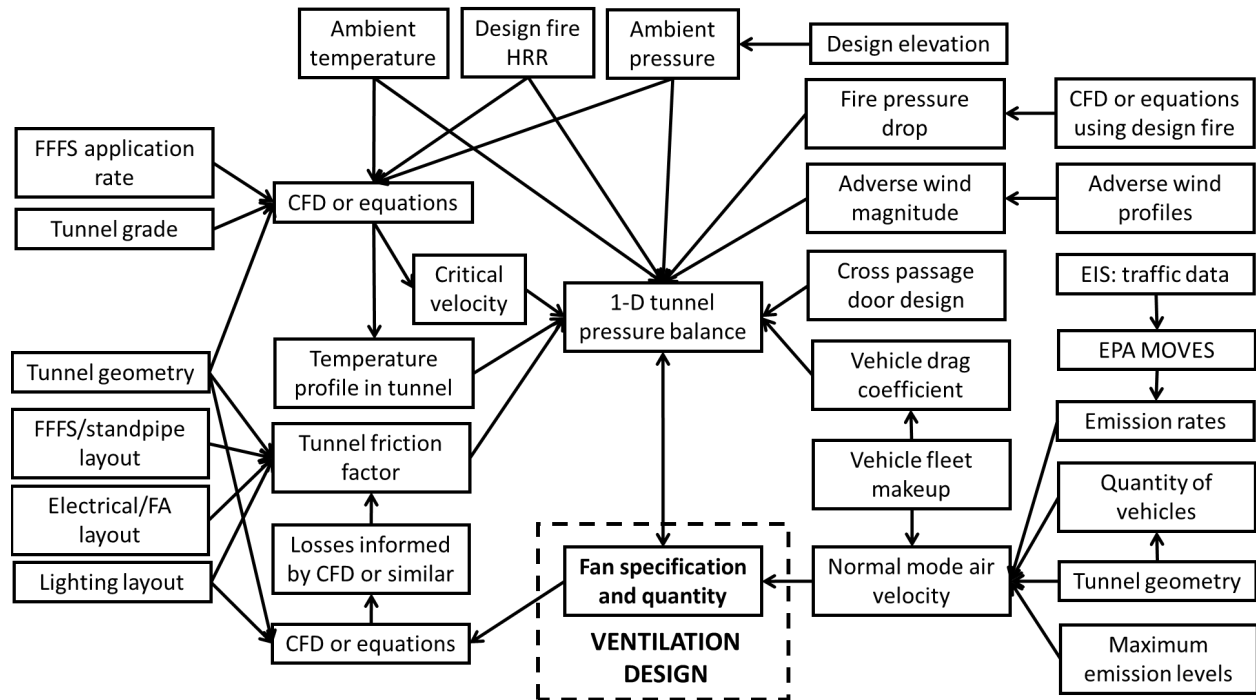 Ambient
temperature
Design fire
HRR
Ambient
pressure
Design elevation
Fire pressure
drop
CFD or equations
using design fire
FFFS application
rate
Tunnel grade
CFD or equations
Adverse wind
magnitude
Adverse wind
profiles
Critical
velocity
1-D tunnel
pressure balance
Cross passage
door design
EIS: traffic data
Tunnel geometry
Temperature
profile in tunnel
Vehicle drag
coefficient
EPA MOVES
FFFS/standpipe
layout
Tunnel friction
factor
Emission rates
Vehicle fleet
makeup
Electrical/FA
layout
Quantity of
vehicles
Lighting layout
Losses informed
by CFD or similar
Fan specification
and quantity
Normal mode air
velocity
Tunnel geometry
CFD or equations
VENTILATION
DESIGN
Maximum
emission levels